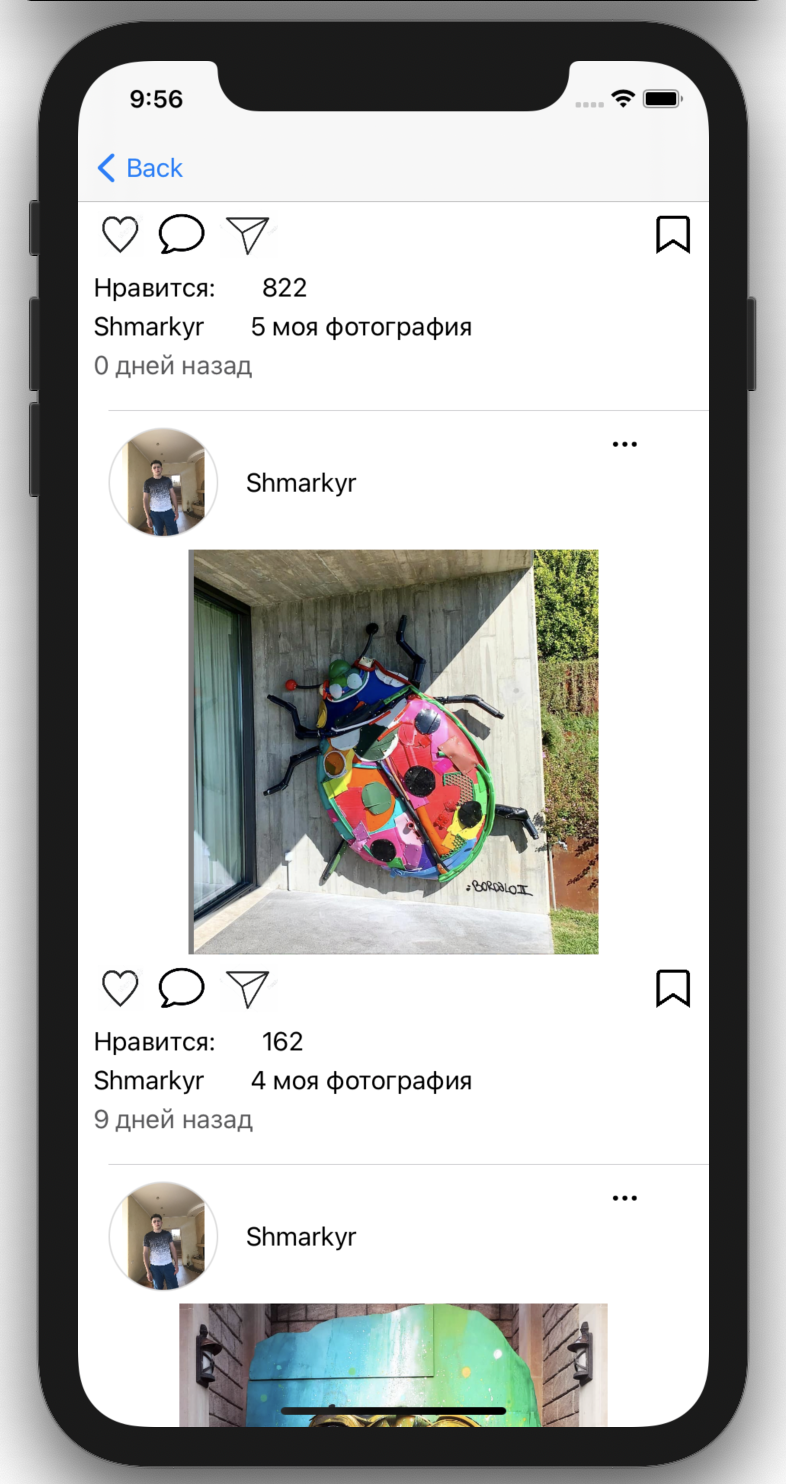 9:56
Back
Нравится: 822
Shmarkyr 5 моя фотография
0 дней назад
Shmarkyr
BORDALO II
Нравится: 162
Shmarkyr 4 моя фотография
9 дней назад
Shmarkyr